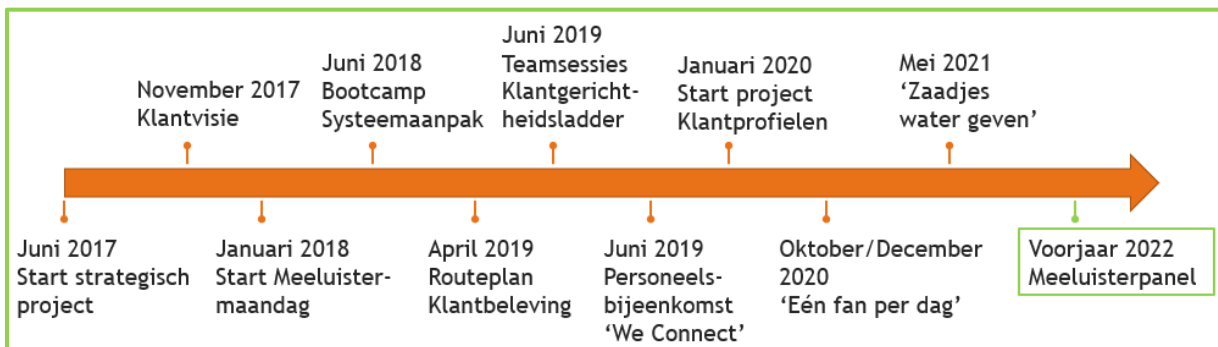 November 2017
Klantvisie
Juni 2018
Bootcamp
Systeemaanpak
Juni 2019
Teamsessies
Klantgericht-
heidsladder
Januari 2020
Start project
Klantprofielen
Mei 2021
‘Zaadjes
water geven’
Juni 2017
Start strategisch
project
Januari 2018
Start Meeluister-
maandag
April 2019
Routeplan
Klantbeleving
Juni 2019
Personeels-
bijeenkomst
‘We Connect’
Oktober/December
2020
‘Eén fan per dag’
Voorjaar 2022
Meeluisterpanel